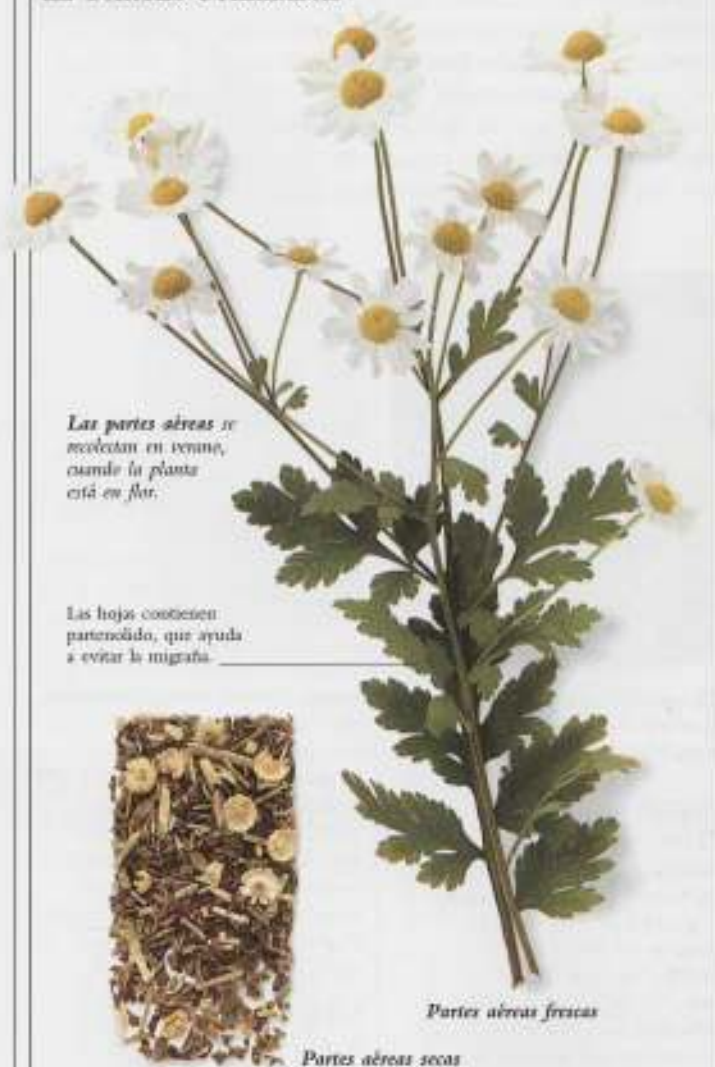 Las partes aéreas se
recolectan en verano,
cuando la planta
está en flor.
Las hojas contienen
partenolido, que ayuda
a evitar la migraña.
Partes aéreas frescas
Partes aéreas secas